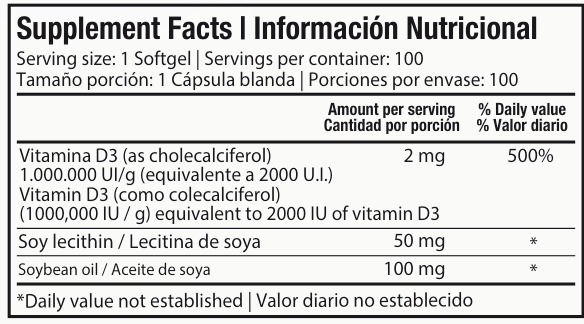 Supplement Facts | Información Nutricional
Serving size: 1 Softgel | Servings per container: 100
Tamaño porción: 1 Cápsula blanda | Porciones por envase: 100
Amount per serving % Daily value
Cantidad por porción % Valor diario
Vitamina D3 (as cholecalciferol) 2 mg 500%
1.000.000 UI/g (equivalente a 2000 U.I.)
Vitamin D3 (como colecalciferol)
(1000,000 IU / g) equivalent to 2000 IU of vitamin D3
Soy lecithin / Lecitina de soya 50 mg *
Soybean oil / Aceite de soya 100 mg *
*Daily value not established | Valor diario no establecido